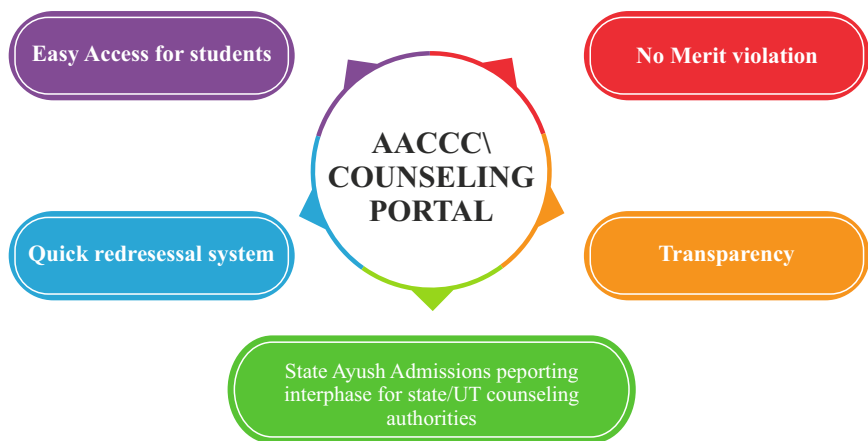 Easy Access for students
No Merit violation
AACCC\
COUNSELING
PORTAL
Quick redresessal system
Transparency
State Ayush Admissions peporting
interphase for state/UT counseling
authorities